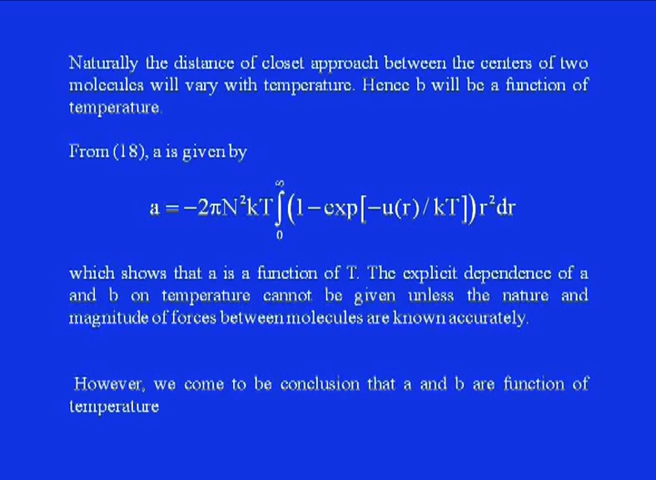 Naturally the distance of closet approach between the centers of two
molecules will vary with temperature. Hence b will be a function of
temperature.
From (18), a is given by
a = −2πN²kT∫₀^∞(1−exp[−u(r)/kT])r²dr
which shows that a is a function of T. The explicit dependence of a
and b on temperature cannot be given unless the nature and
magnitude of forces between molecules are known accurately.
However, we come to be conclusion that a and b are function of
temperature